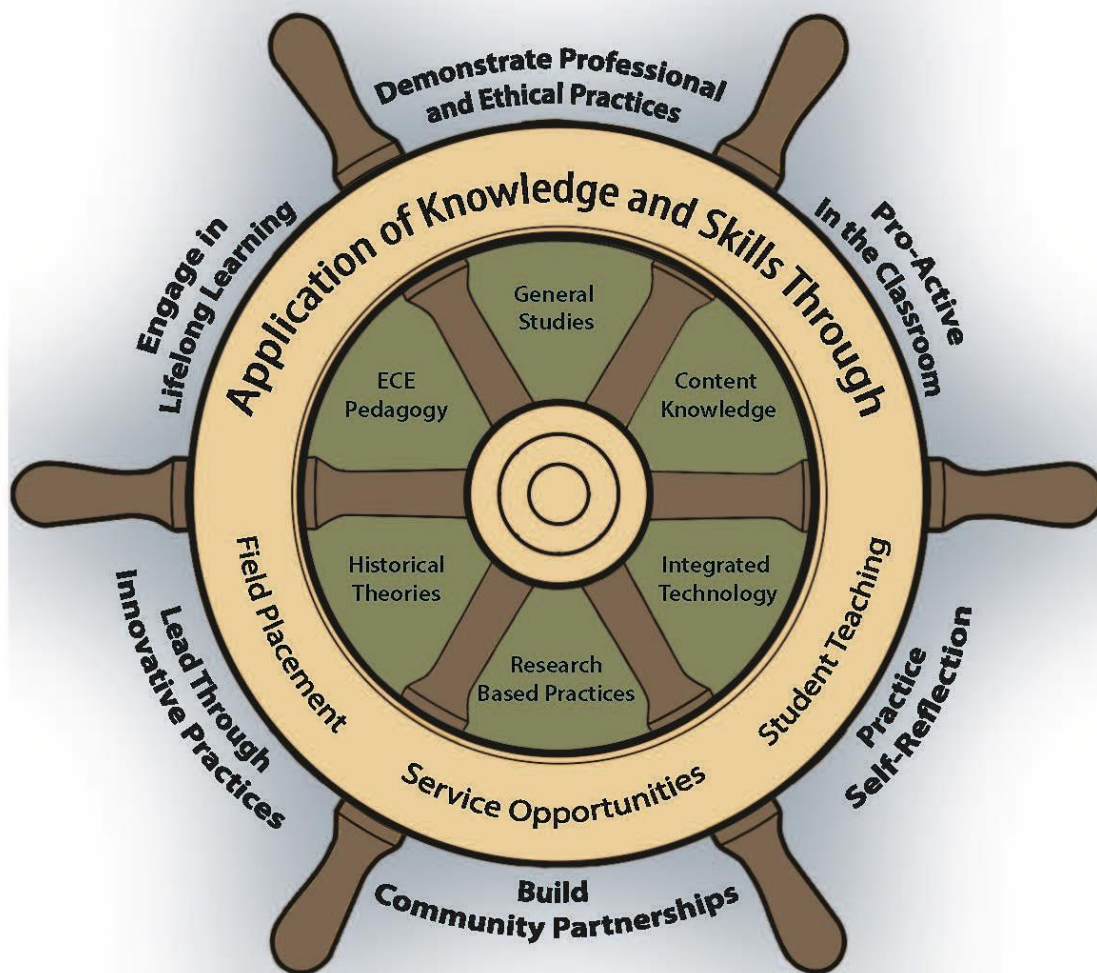 Demonstrate Professional
and Ethical Practices
Pro-Active
In the Classroom
Practice
Self-Reflection
Build
Community Partnerships
Lead Through
Innovative Practices
Engage in
Lifelong Learning
Application of Knowledge and Skills Through
Field Placement
Service Opportunities
Student Teaching
General
Studies
Content
Knowledge
Integrated
Technology
Research
Based Practices
Historical
Theories
ECE
Pedagogy